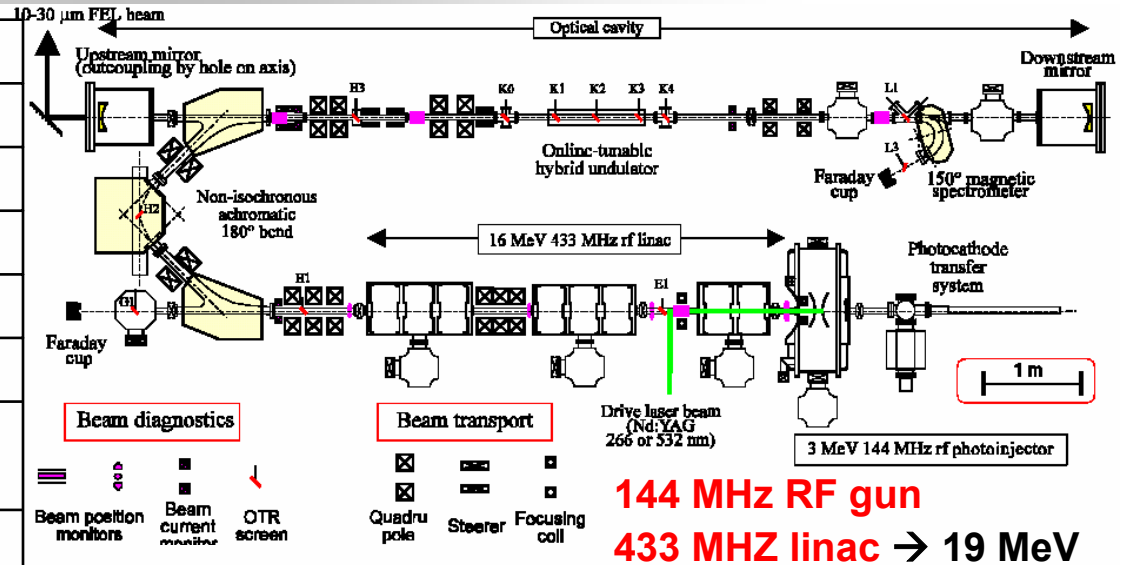 10-30 µm FEL beam
Optical cavity
Upstream mirror
(outcoupling by hole on axis)
Downstream
mirror
H3
K0
K1
K2
K3
K4
L1
Online-tunable
hybrid undulator
L3
Faraday
cup
150° magnetic
spectrometer
H2
Non-isochronous
achromatic
180° bend
16 MeV 433 MHz rf linac
Photocathode
transfer
system
H1
E1
G1
Faraday
cup
1 m
Beam diagnostics
Beam transport
Drive laser beam
(Nd:YAG
266 or 532 nm)
3 MeV 144 MHz rf photoinjector
Beam position
monitors
Beam
current
monitor
OTR
screen
Quadru
pole
Steerer
Focusing
coil
144 MHz RF gun
433 MHZ linac → 19 MeV